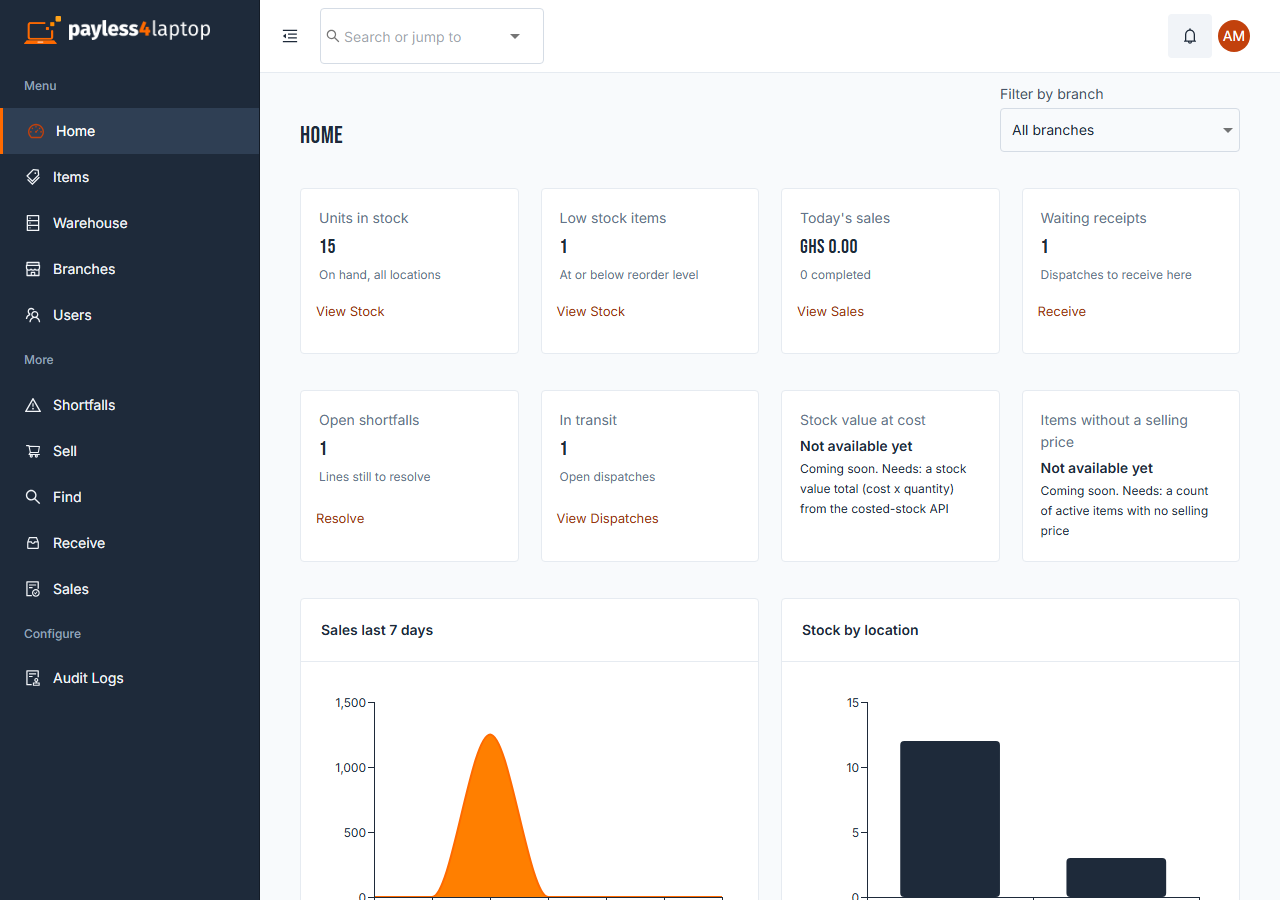 payless4laptop
Menu
Home
Items
Warehouse
Branches
Users
More
Shortfalls
Sell
Find
Receive
Sales
Configure
Audit Logs
Search or jump to
AM
Filter by branch
HOME
All branches
Units in stock
15
On hand, all locations
View Stock
Low stock items
1
At or below reorder level
View Stock
Today's sales
GHS 0.00
0 completed
View Sales
Waiting receipts
1
Dispatches to receive here
Receive
Open shortfalls
1
Lines still to resolve
Resolve
In transit
1
Open dispatches
View Dispatches
Stock value at cost
Not available yet
Coming soon. Needs: a stock
value total (cost x quantity)
from the costed-stock API
Items without a selling
price
Not available yet
Coming soon. Needs: a count
of active items with no selling
price
Sales last 7 days
1,500
1,000
500
0
Stock by location
15
10
5
0